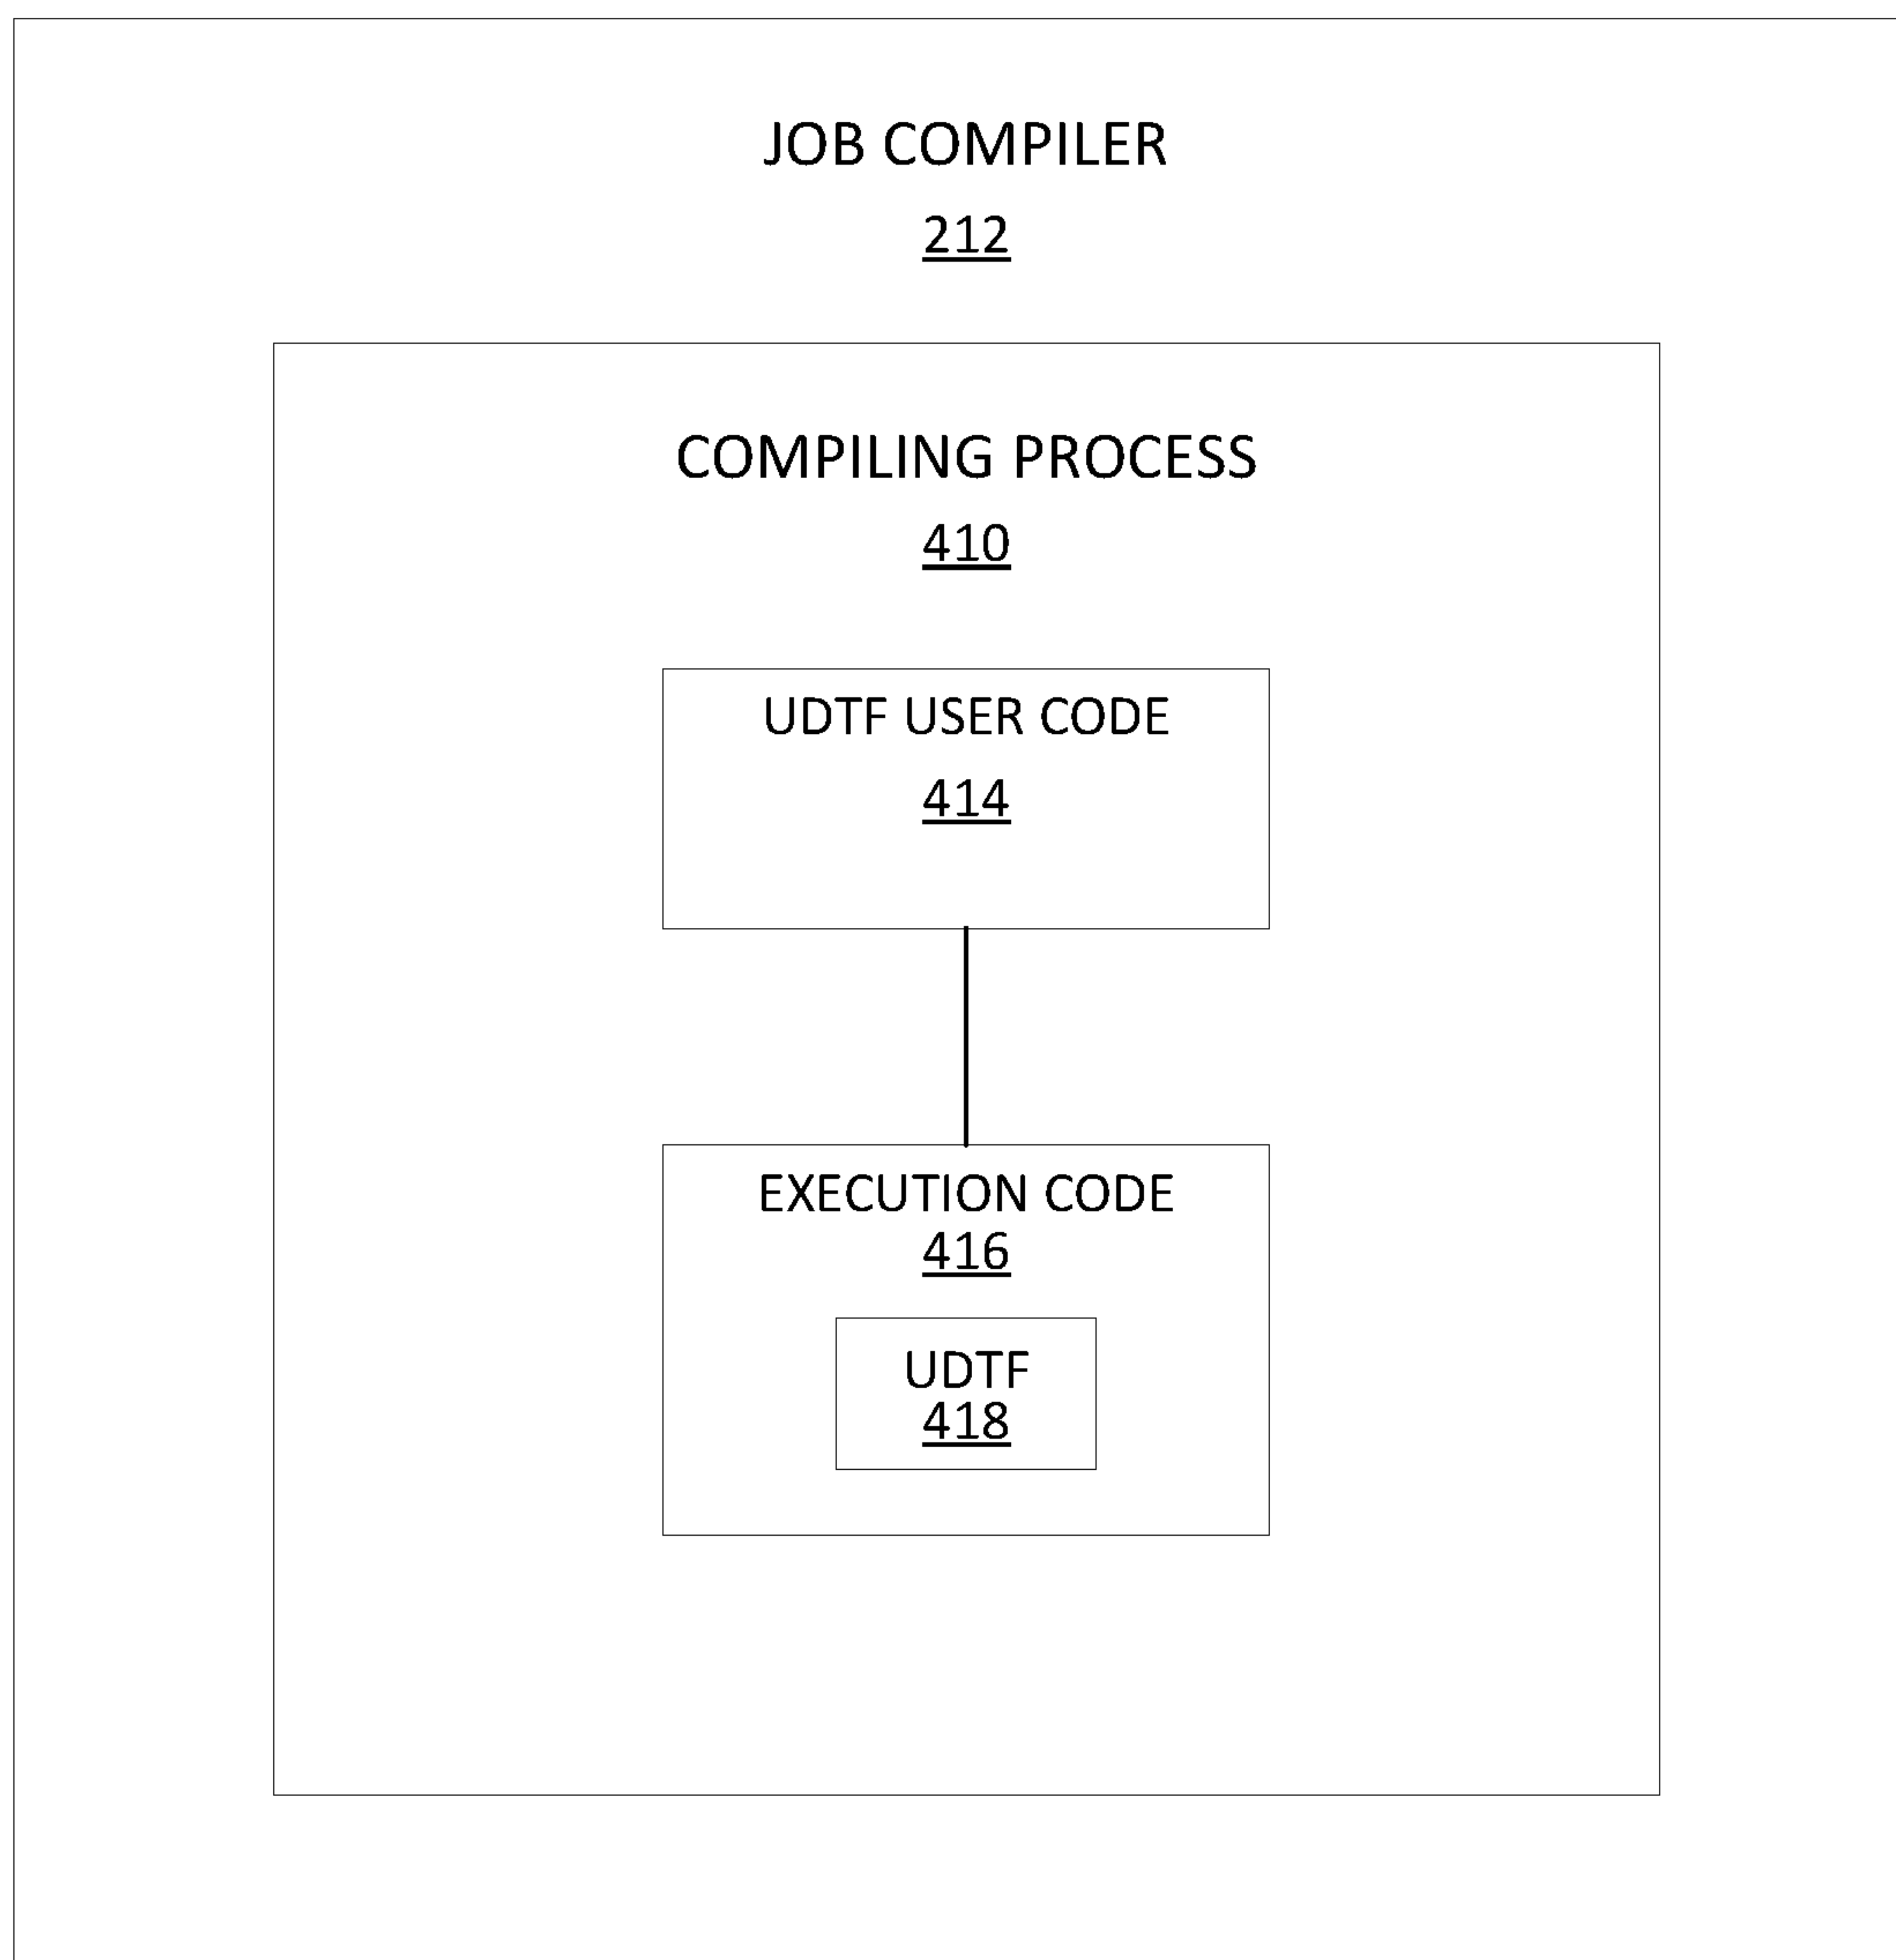 JOB COMPILER
212
COMPILING PROCESS
410
UDTF USER CODE
414
EXECUTION CODE
416
UDTF
418